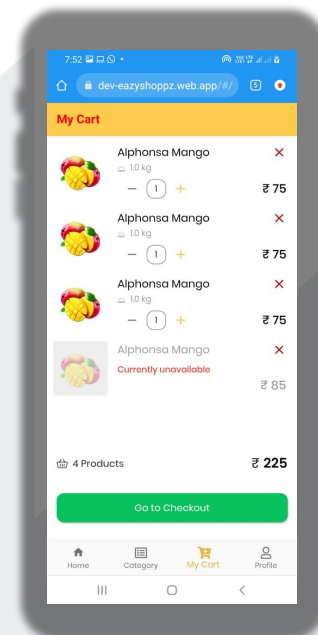 7:52
dev-eazyshoppz.web.app/#/
5
My Cart
Alphonsa Mango
1.0 kg
− 1 +
₹ 75
Alphonsa Mango
1.0 kg
− 1 +
₹ 75
Alphonsa Mango
1.0 kg
− 1 +
₹ 75
Alphonsa Mango
Currently unavailable
₹ 85
4 Products
₹ 225
Go to Checkout
Home
Category
My Cart
Profile